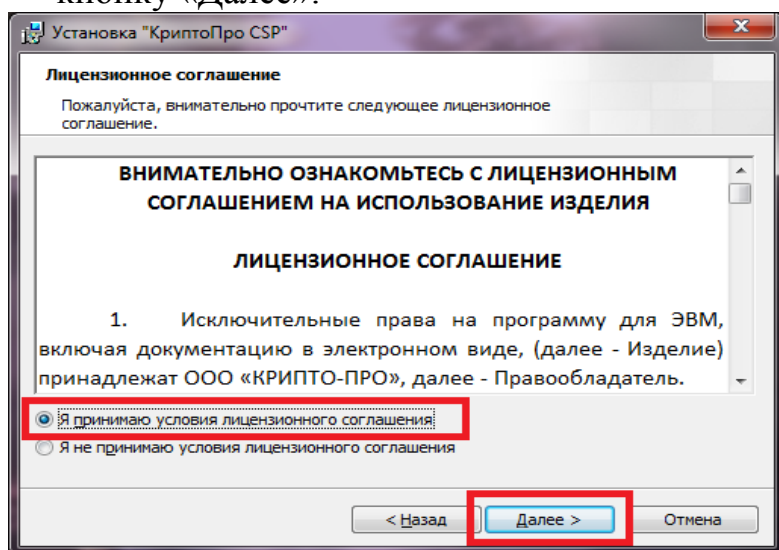 кнопку «Далее».
Установка "КриптоПро CSP"
Лицензионное соглашение
Пожалуйста, внимательно прочтите следующее лицензионное
соглашение.
ВНИМАТЕЛЬНО ОЗНАКОМЬТЕСЬ С ЛИЦЕНЗИОННЫМ
СОГЛАШЕНИЕМ НА ИСПОЛЬЗОВАНИЕ ИЗДЕЛИЯ
ЛИЦЕНЗИОННОЕ СОГЛАШЕНИЕ
1. Исключительные права на программу для ЭВМ,
включая документацию в электронном виде, (далее - Изделие)
принадлежат ООО «КРИПТО-ПРО», далее - Правообладатель.
Я принимаю условия лицензионного соглашения
Я не принимаю условия лицензионного соглашения
< Назад Далее > Отмена